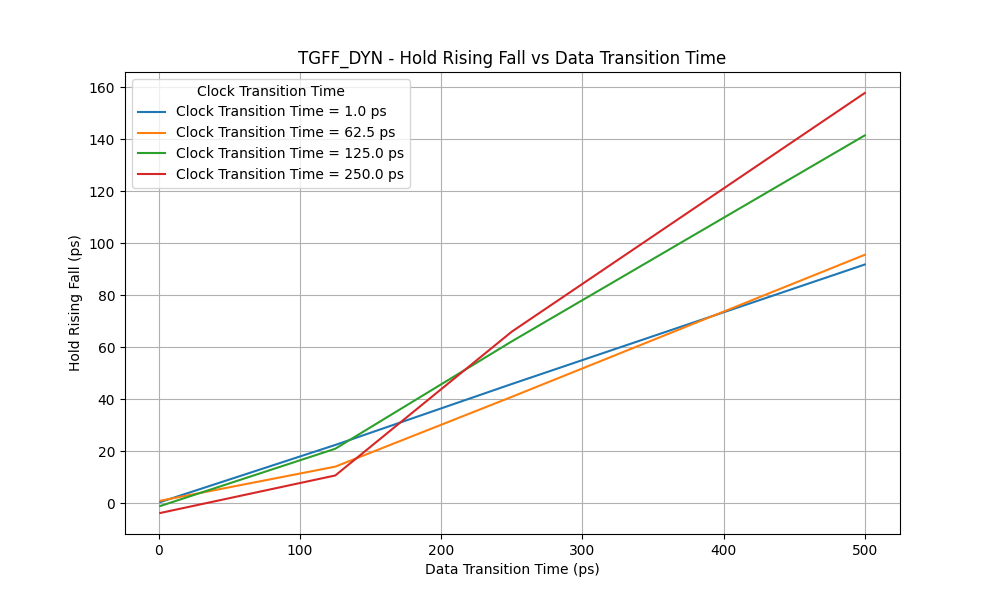 TGFF_DYN - Hold Rising Fall vs Data Transition Time
Clock Transition Time
Clock Transition Time = 1.0 ps
Clock Transition Time = 62.5 ps
Clock Transition Time = 125.0 ps
Clock Transition Time = 250.0 ps
160
140
120
100
80
60
40
20
0
Hold Rising Fall (ps)
0 100 200 300 400 500
Data Transition Time (ps)